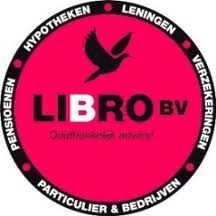 PENSIOENEN
HYPOTHEKEN
LENINGEN
VERZEKERINGEN
LIBRO BV
Onafhankelijk advies!
PARTICULIER & BEDRIJVEN